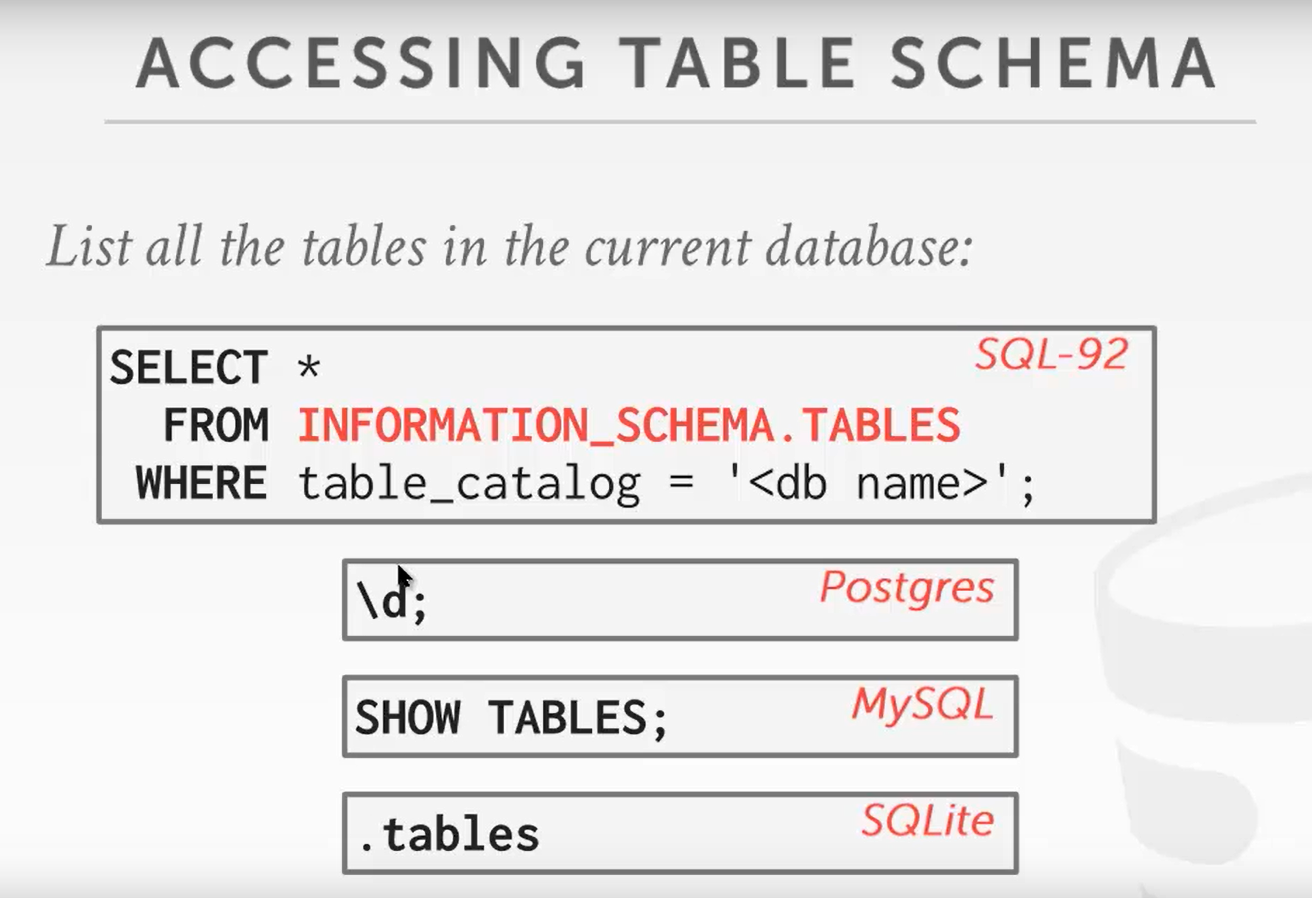 ACCESSING TABLE SCHEMA
List all the tables in the current database:
SQL-92
SELECT *
FROM INFORMATION_SCHEMA.TABLES
WHERE table_catalog = '<db name>';
\d;
Postgres
SHOW TABLES;
MySQL
.tables
SQLite